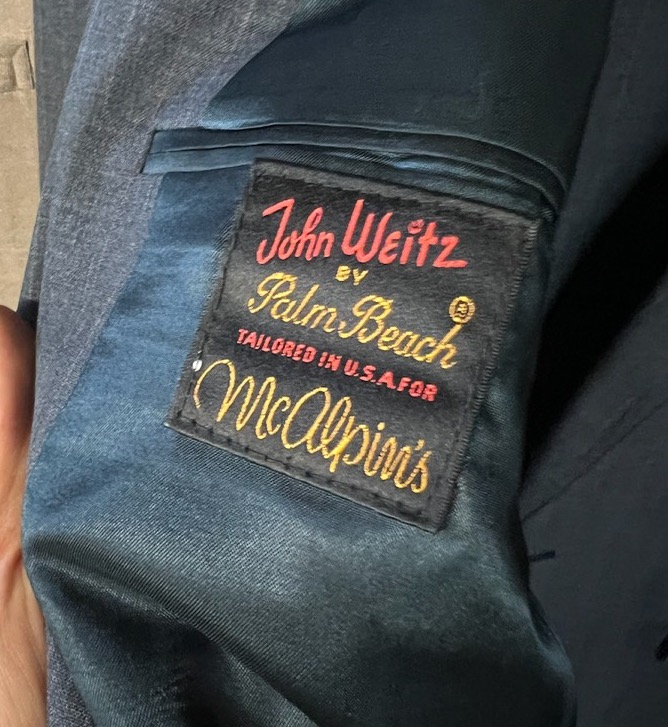 John Weitz
BY
Palm Beach
TAILORED IN U.S.A. FOR
McAlpin's